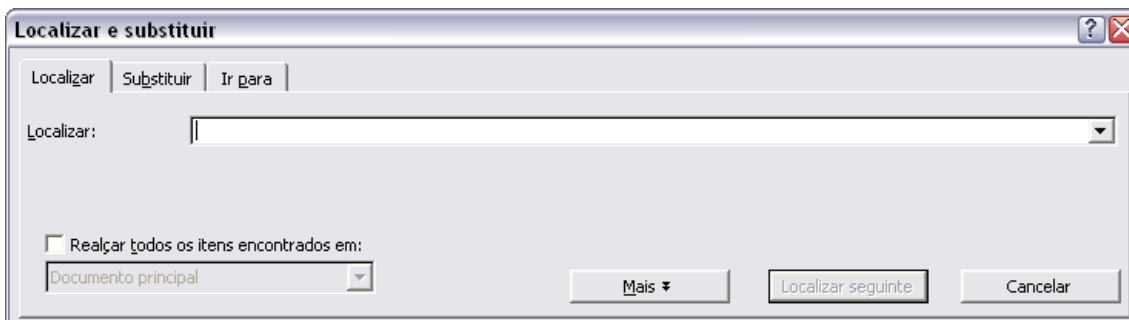 Localizar e substituir
Localizar Substituir Ir para
Localizar:
Realçar todos os itens encontrados em:
Documento principal
Mais Localizar seguinte Cancelar